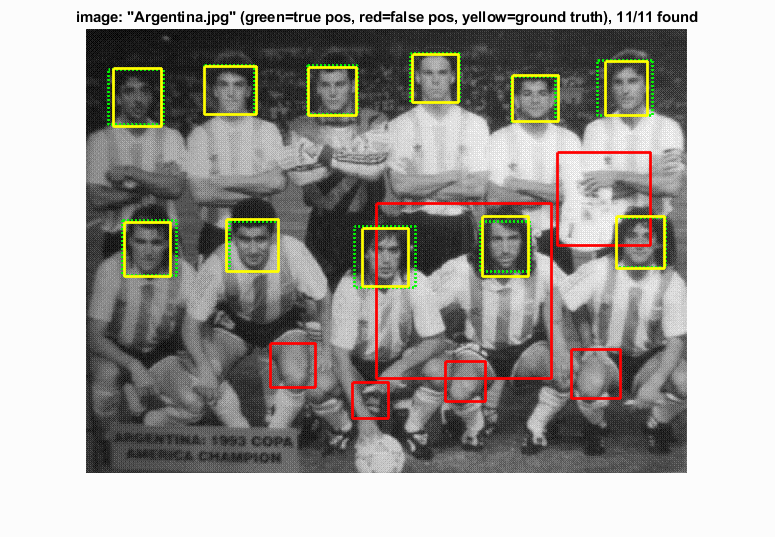 image: "Argentina.jpg" (green=true pos, red=false pos, yellow=ground truth), 11/11 found
ARGENTINA: 1993 COPA
AMERICA CHAMPION